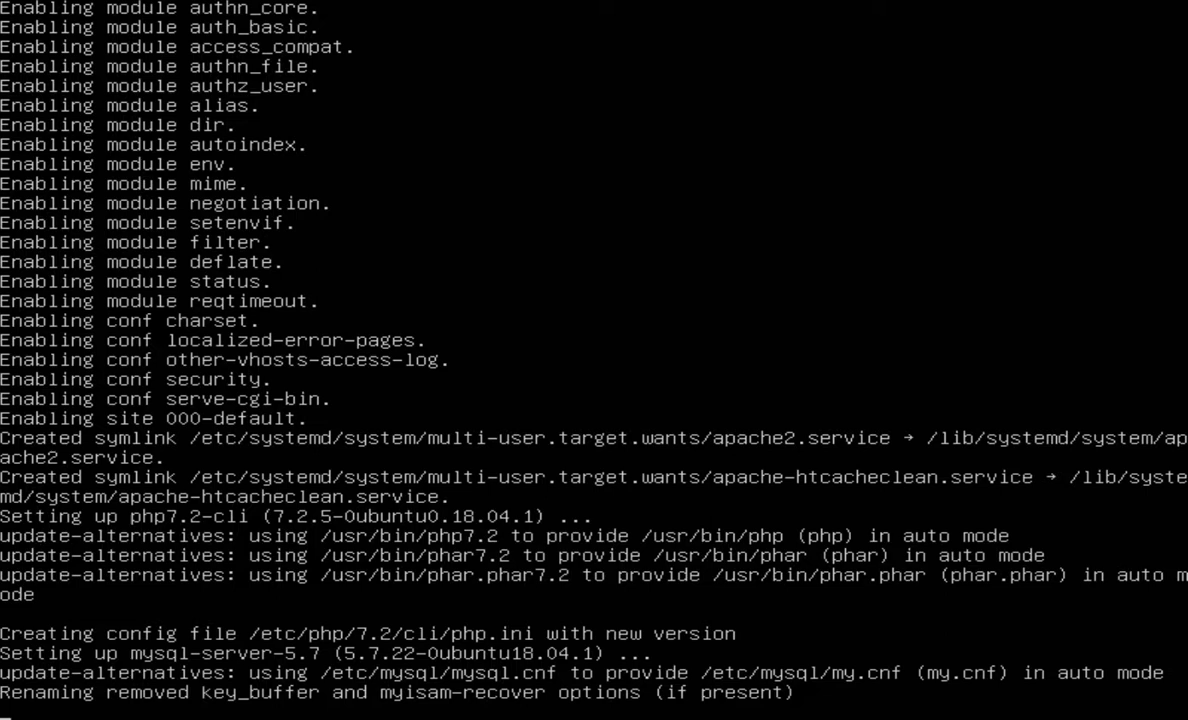 Enabling module authn_core.
Enabling module auth_basic.
Enabling module access_compat.
Enabling module authn_file.
Enabling module authz_user.
Enabling module alias.
Enabling module dir.
Enabling module autoindex.
Enabling module env.
Enabling module mime.
Enabling module negotiation.
Enabling module setenvif.
Enabling module filter.
Enabling module deflate.
Enabling module status.
Enabling module reqtimeout.
Enabling conf charset.
Enabling conf localized-error-pages.
Enabling conf other-vhosts-access-log.
Enabling conf security.
Enabling conf serve-cgi-bin.
Enabling site 000-default.
Created symlink /etc/systemd/system/multi-user.target.wants/apache2.service → /lib/systemd/system/ap
ache2.service.
Created symlink /etc/systemd/system/multi-user.target.wants/apache-htcacheclean.service → /lib/syste
md/system/apache-htcacheclean.service.
Setting up php7.2-cli (7.2.5-0ubuntu0.18.04.1) ...
update-alternatives: using /usr/bin/php7.2 to provide /usr/bin/php (php) in auto mode
update-alternatives: using /usr/bin/phar7.2 to provide /usr/bin/phar (phar) in auto mode
update-alternatives: using /usr/bin/phar.phar7.2 to provide /usr/bin/phar.phar (phar.phar) in auto m
ode
Creating config file /etc/php/7.2/cli/php.ini with new version
Setting up mysql-server-5.7 (5.7.22-0ubuntu18.04.1) ...
update-alternatives: using /etc/mysql/mysql.cnf to provide /etc/mysql/my.cnf (my.cnf) in auto mode
Renaming removed key_buffer and myisam-recover options (if present)